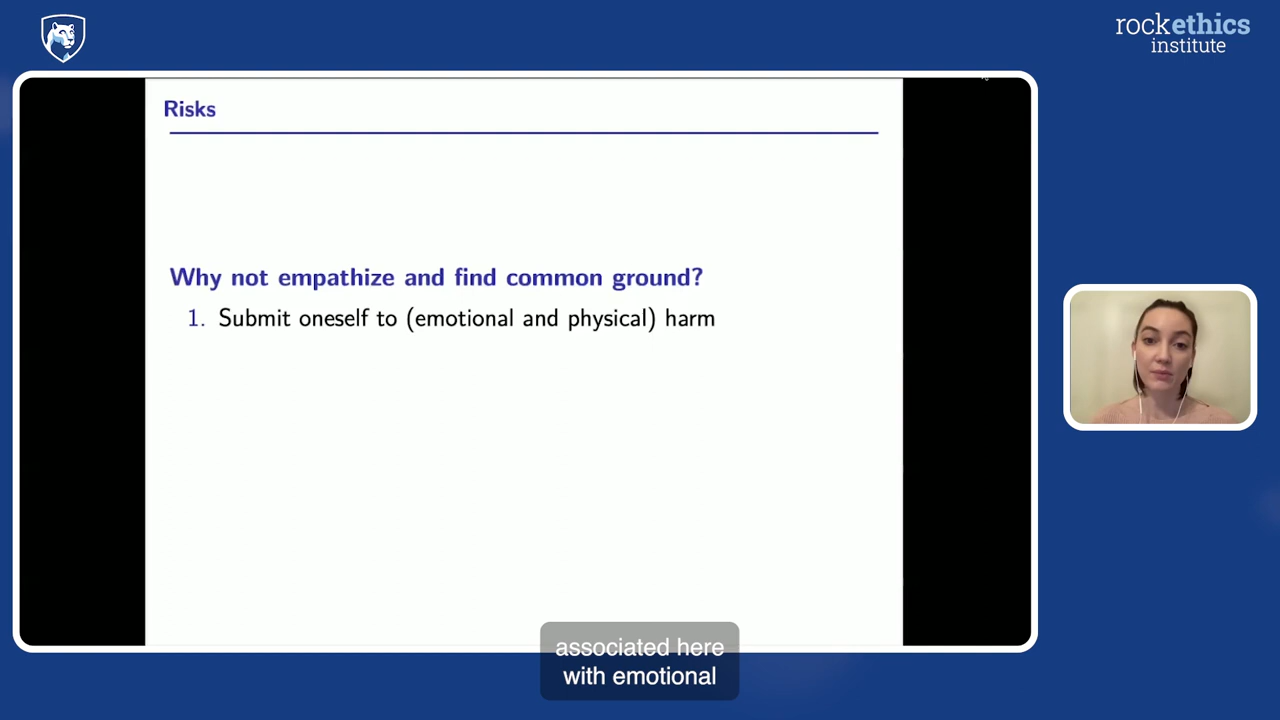 rockethics
institute
Risks
Why not empathize and find common ground?
1. Submit oneself to (emotional and physical) harm
associated here
with emotional